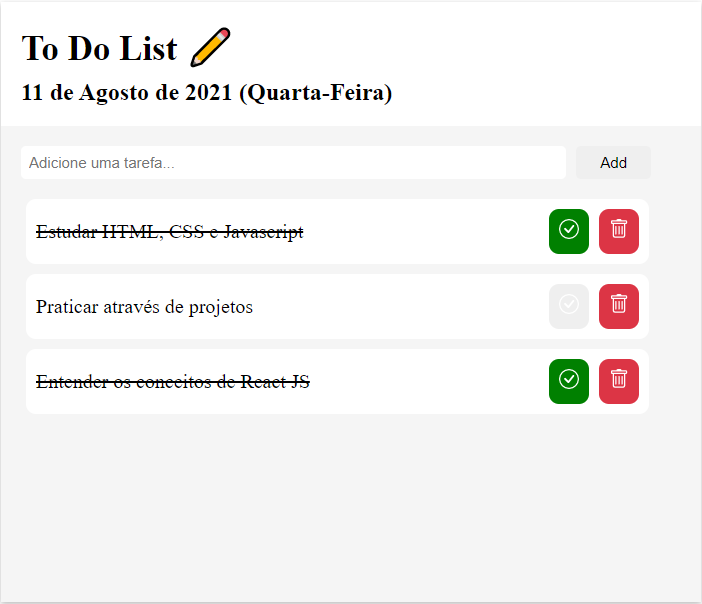 To Do List
11 de Agosto de 2021 (Quarta-Feira)
Adicione uma tarefa...
Add
Estudar HTML, CSS e Javascript
Praticar através de projetos
Entender os conecitos de React JS